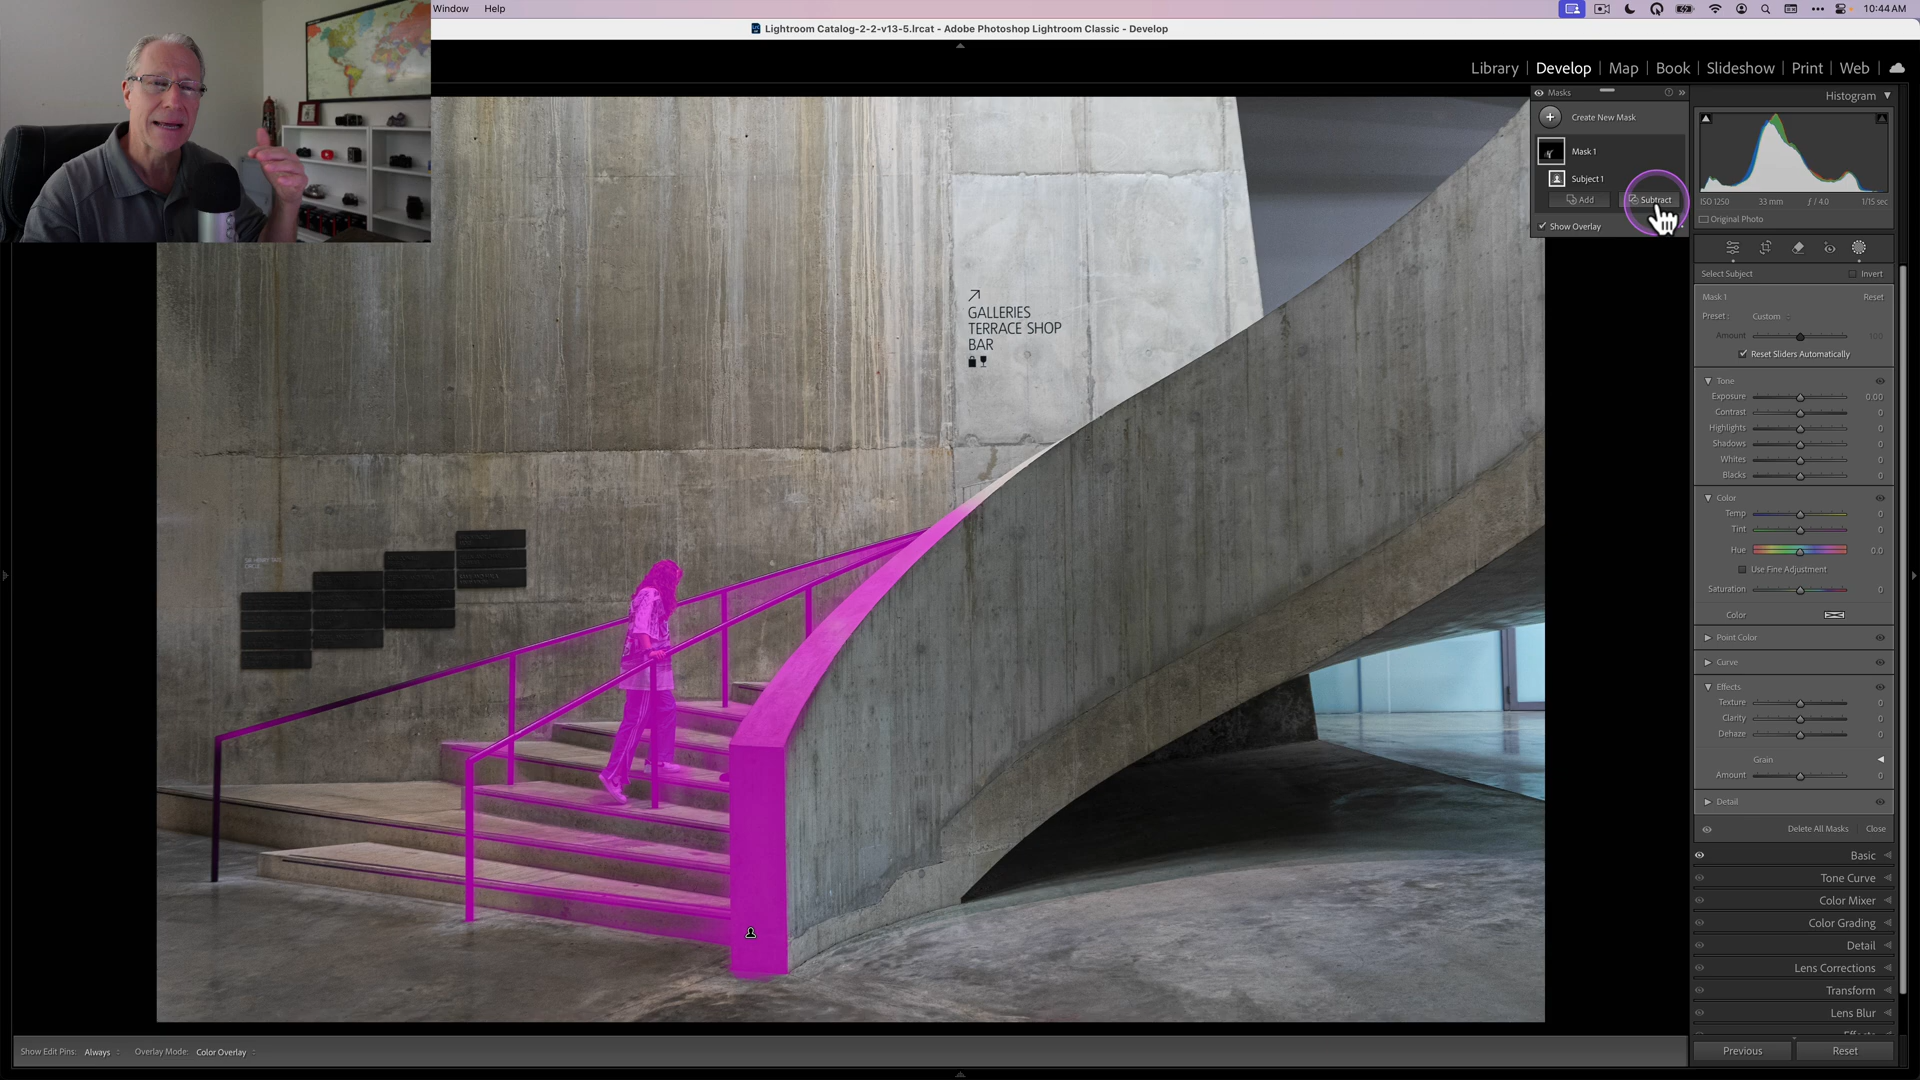 Window Help
10:44 AM
Lightroom Catalog-2-2-v13-5.lrcat - Adobe Photoshop Lightroom Classic - Develop
Library | Develop | Map | Book | Slideshow | Print | Web
Masks
Create New Mask
Mask 1
Subject 1
Add
Subtract
Show Overlay
Histogram
ISO 1250 33 mm ƒ / 4.0 1/15 sec
Original Photo
Select Subject Invert
Mask 1 Reset
Preset : Custom
Amount 100
Reset Sliders Automatically
Tone
Exposure 0.00
Contrast 0
Highlights 0
Shadows 0
Whites 0
Blacks 0
Color
Temp 0
Tint 0
Hue 0.0
Use Fine Adjustment
Saturation 0
Color
Point Color
Curve
Effects
Texture 0
Clarity 0
Dehaze 0
Grain
Amount 0
Detail
Delete All Masks Close
Basic
Tone Curve
Color Mixer
Color Grading
Detail
Lens Corrections
Transform
Lens Blur
Effects
Previous Reset
GALLERIES
TERRACE SHOP
BAR
Show Edit Pins: Always Overlay Mode: Color Overlay